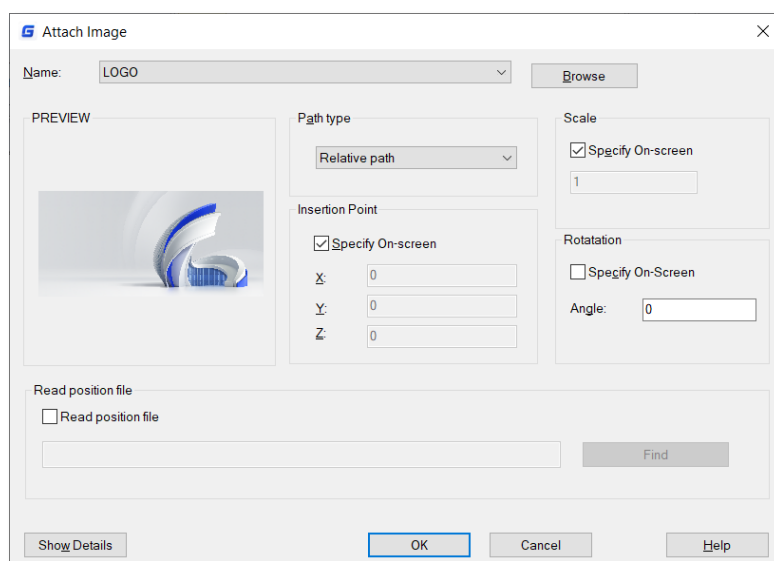 Attach Image
Name: LOGO Browse
PREVIEW
Path type
Relative path
Insertion Point
Specify On-screen
X: 0
Y: 0
Z: 0
Scale
Specify On-screen
1
Rotatation
Specify On-Screen
Angle: 0
Read position file
Read position file
Find
Show Details OK Cancel Help